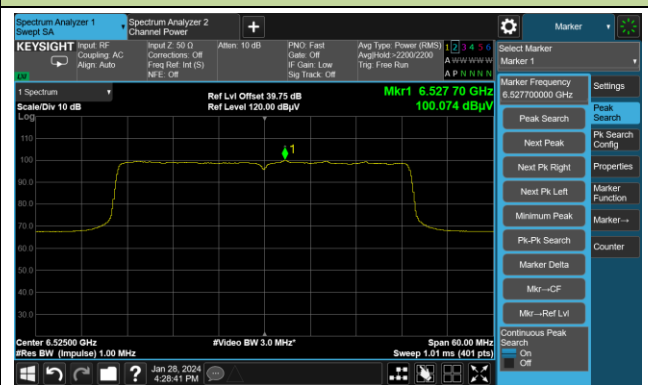 Spectrum Analyzer 1
Swept SA
Spectrum Analyzer 2
Channel Power
+
Marker
KEYSIGHT
Input: RF
Coupling: AC
Align: Auto
Input Z: 50 Ω
Corrections: Off
Freq Ref: Int (S)
NFE: Off
Atten: 10 dB
PNO: Fast
Gate: Off
IF Gain: Low
Sig Track: Off
Avg Type: Power (RMS)
Avg|Hold:>2200/2200
Trig: Free Run
1 2 3 4 5 6
A W W W W W
A P N N N N
LXI
Select Marker
Marker 1
1 Spectrum
Scale/Div 10 dB
Ref Lvl Offset 39.75 dB
Ref Level 120.00 dBµV
Mkr1 6.527 70 GHz
100.074 dBµV
Log
110
100
90.0
80.0
70.0
60.0
50.0
40.0
30.0
1
Center 6.52500 GHz
#Res BW (Impulse) 1.00 MHz
#Video BW 3.0 MHz*
Span 60.00 MHz
Sweep 1.01 ms (401 pts)
Marker Frequency
6.527700000 GHz
Peak Search
Next Peak
Next Pk Right
Next Pk Left
Minimum Peak
Pk-Pk Search
Marker Delta
Mkr→CF
Mkr→Ref Lvl
Continuous Peak
Search
On
Off
Settings
Peak
Search
Pk Search
Config
Properties
Marker
Function
Marker→
Counter
?
Jan 28, 2024
4:28:41 PM